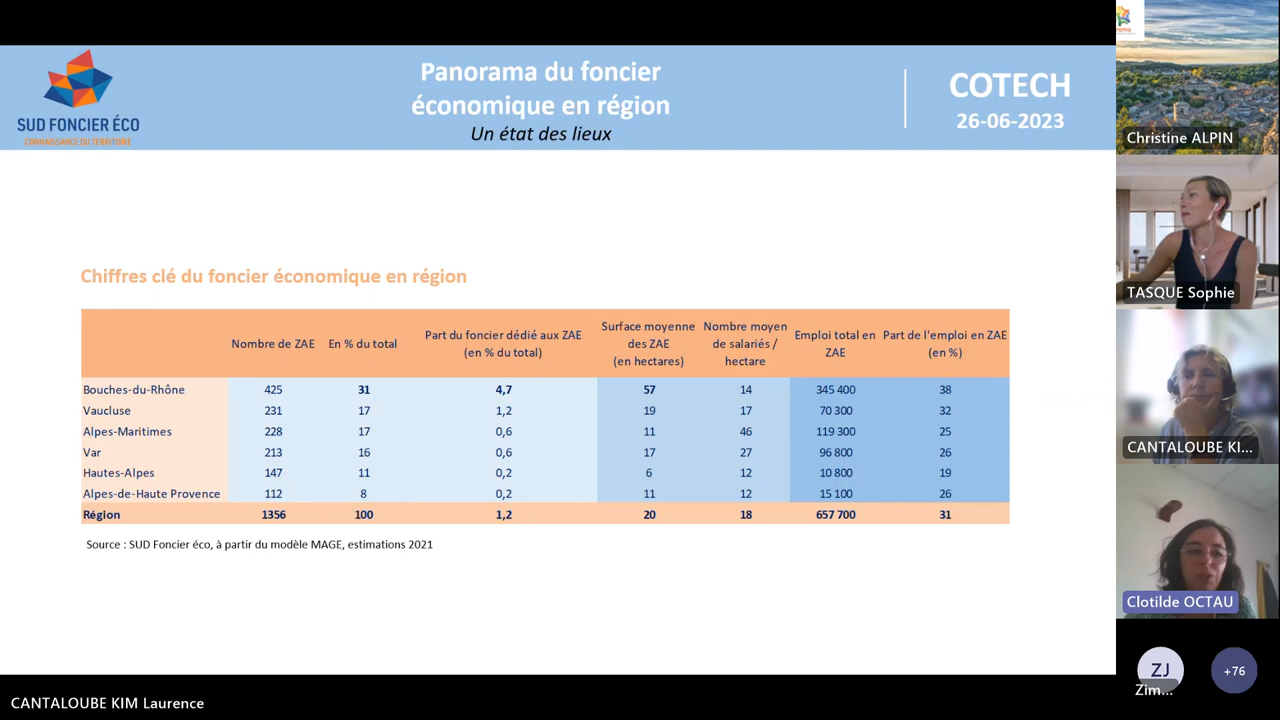 SUD FONCIER ÉCO
CONNAISSANCE DU TERRITOIRE
Panorama du foncier
économique en région
Un état des lieux
COTECH
26-06-2023
Chiffres clé du foncier économique en région
Nombre de ZAE | En % du total | Part du foncier dédié aux ZAE (en % du total) | Surface moyenne des ZAE (en hectares) | Nombre moyen de salariés / hectare | Emploi total en ZAE | Part de l'emploi en ZAE (en %)
Bouches-du-Rhône 425 31 4,7 57 14 345 400 38
Vaucluse 231 17 1,2 19 17 70 300 32
Alpes-Maritimes 228 17 0,6 11 46 119 300 25
Var 213 16 0,6 17 27 96 800 26
Hautes-Alpes 147 11 0,2 6 12 10 800 19
Alpes-de-Haute Provence 112 8 0,2 11 12 15 100 26
Région 1356 100 1,2 20 18 657 700 31
Source : SUD Foncier éco, à partir du modèle MAGE, estimations 2021
Christine ALPIN
TASQUE Sophie
CANTALOUBE KI...
Clotilde OCTAU
ZJ
Zim...
+76
CANTALOUBE KIM Laurence